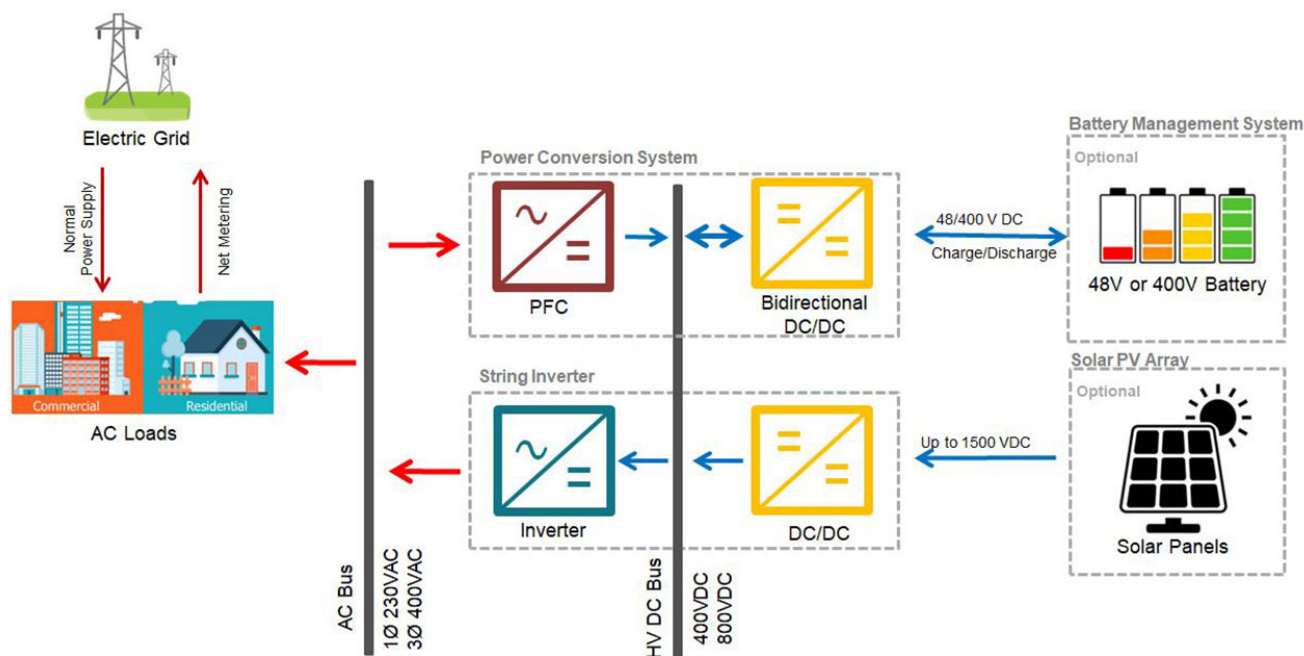 Electric Grid
Normal
Power Supply
Net Metering
Commercial
Residential
AC Loads
AC Bus
1Ø 230VAC
3Ø 400VAC
Power Conversion System
PFC
Bidirectional
DC/DC
String Inverter
Inverter
DC/DC
HV DC Bus
400VDC
800VDC
48/400 V DC
Charge/Discharge
Up to 1500 VDC
Battery Management System
Optional
48V or 400V Battery
Solar PV Array
Optional
Solar Panels